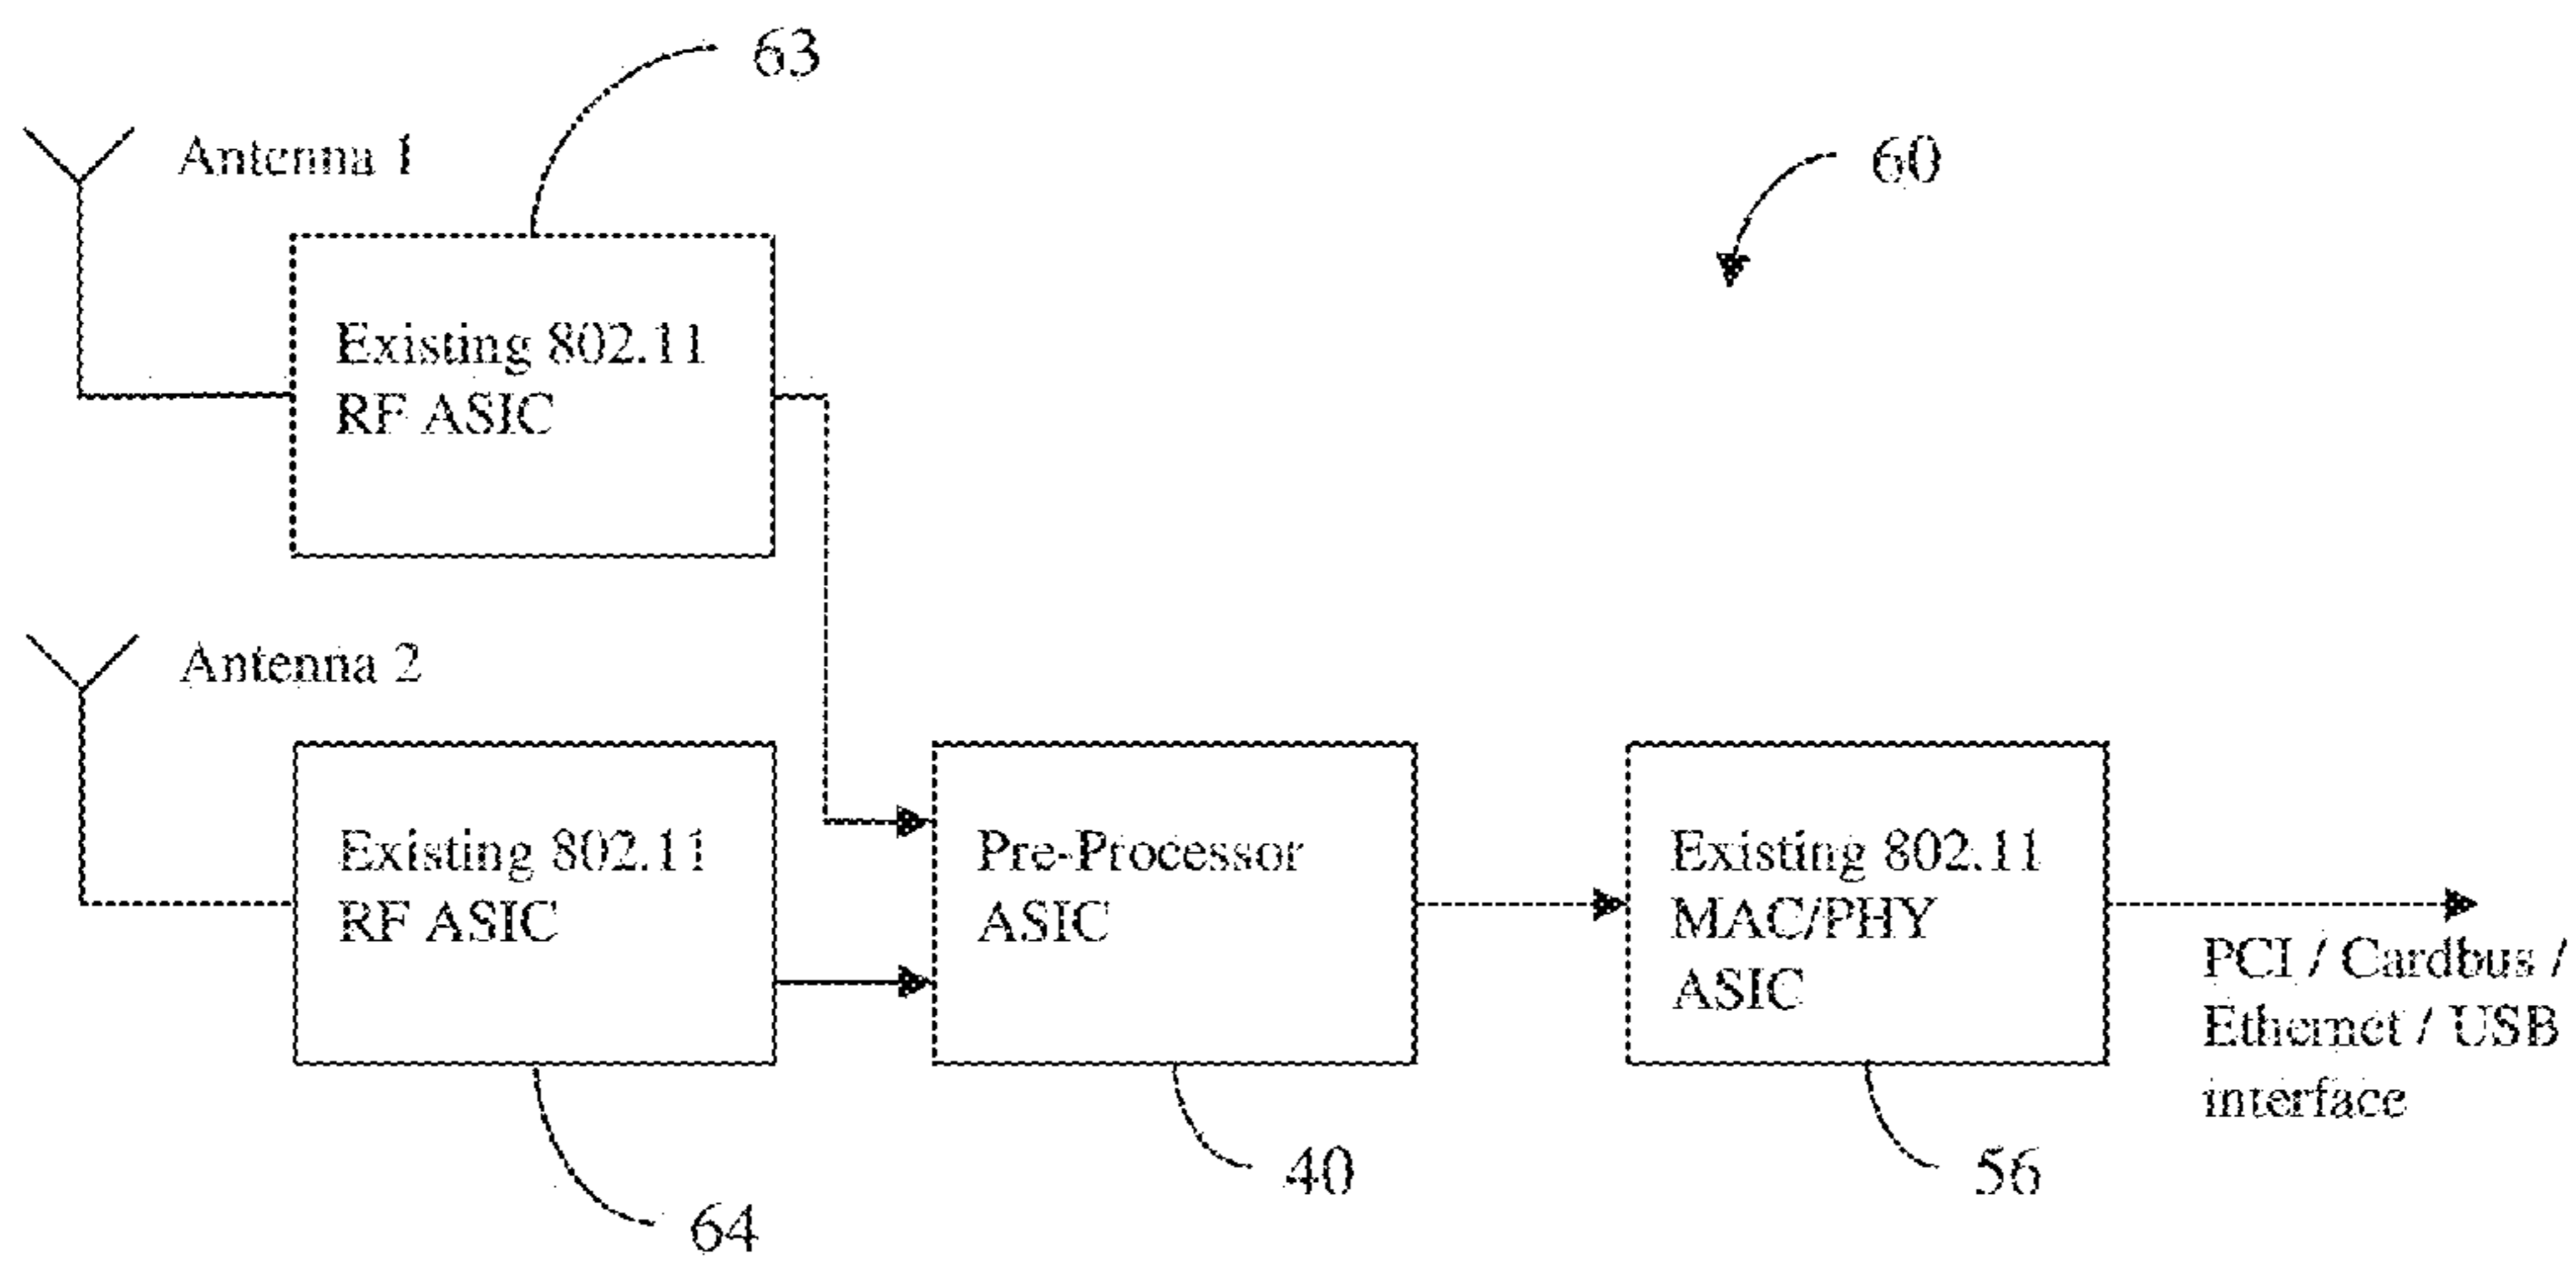 63
Antenna 1
60
Existing 802.11
RF ASIC
Antenna 2
Existing 802.11
RF ASIC
Pre-Processor
ASIC
Existing 802.11
MAC/PHY
ASIC
PCI / Cardbus /
Ethernet / USB
interface
64
40
56